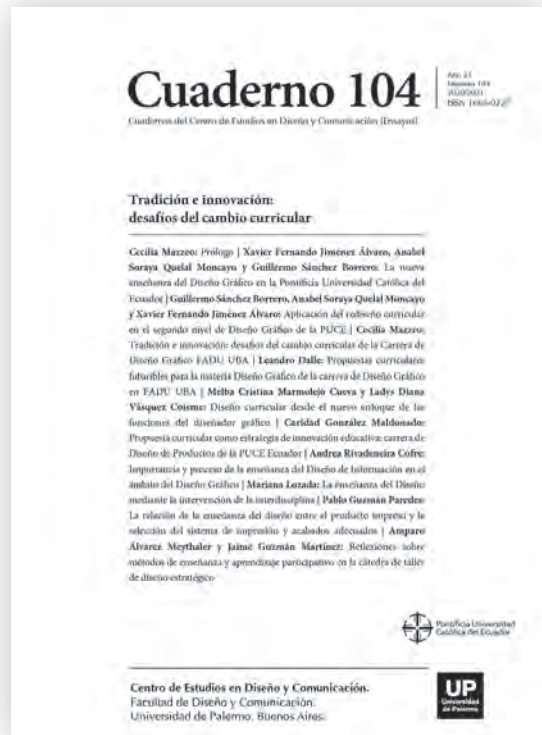 Cuaderno 104
Año 21
Número 104
2020/2021
ISSN 1668-0227
Cuadernos del Centro de Estudios en Diseño y Comunicación [Ensayos]
Tradición e innovación:
desafíos del cambio curricular
Cecilia Mazzeo: Prólogo | Xavier Fernando Jiménez Álvaro, Anabel
Soraya Quelal Moncayo y Guillermo Sánchez Borrero: La nueva
enseñanza del Diseño Gráfico en la Pontificia Universidad Católica del
Ecuador | Guillermo Sánchez Borrero, Anabel Soraya Quelal Moncayo
y Xavier Fernando Jiménez Álvaro: Aplicación del rediseño curricular
en el segundo nivel de Diseño Gráfico de la PUCE | Cecilia Mazzeo:
Tradición e innovación: desafíos del cambio curricular de la Carrera de
Diseño Gráfico FADU UBA | Leandro Dalle: Propuestas curriculares
futuribles para la materia Diseño Gráfico de la carrera de Diseño Gráfico
en FADU UBA | Melba Cristina Marmolejo Cueva y Ladys Diana
Vásquez Coisme: Diseño curricular desde el nuevo enfoque de las
funciones del diseñador gráfico | Caridad González Maldonado:
Propuesta curricular como estrategia de innovación educativa: carrera de
Diseño de Productos de la PUCE Ecuador | Andrea Rivadeneira Cofre:
Importancia y proceso de la enseñanza del Diseño de Información en el
ámbito del Diseño Gráfico | Mariana Lozada: La enseñanza del Diseño
mediante la intervención de la interdisciplina | Pablo Guzmán Paredes:
La relación de la enseñanza del diseño entre el producto impreso y la
selección del sistema de impresión y acabados adecuados | Amparo
Álvarez Meythaler y Jaime Guzmán Martínez: Reflexiones sobre
métodos de enseñanza y aprendizaje participativo en la cátedra de taller
de diseño estratégico
Pontificia Universidad
Católica del Ecuador
Centro de Estudios en Diseño y Comunicación.
Facultad de Diseño y Comunicación.
Universidad de Palermo. Buenos Aires.
UP
Universidad
de Palermo